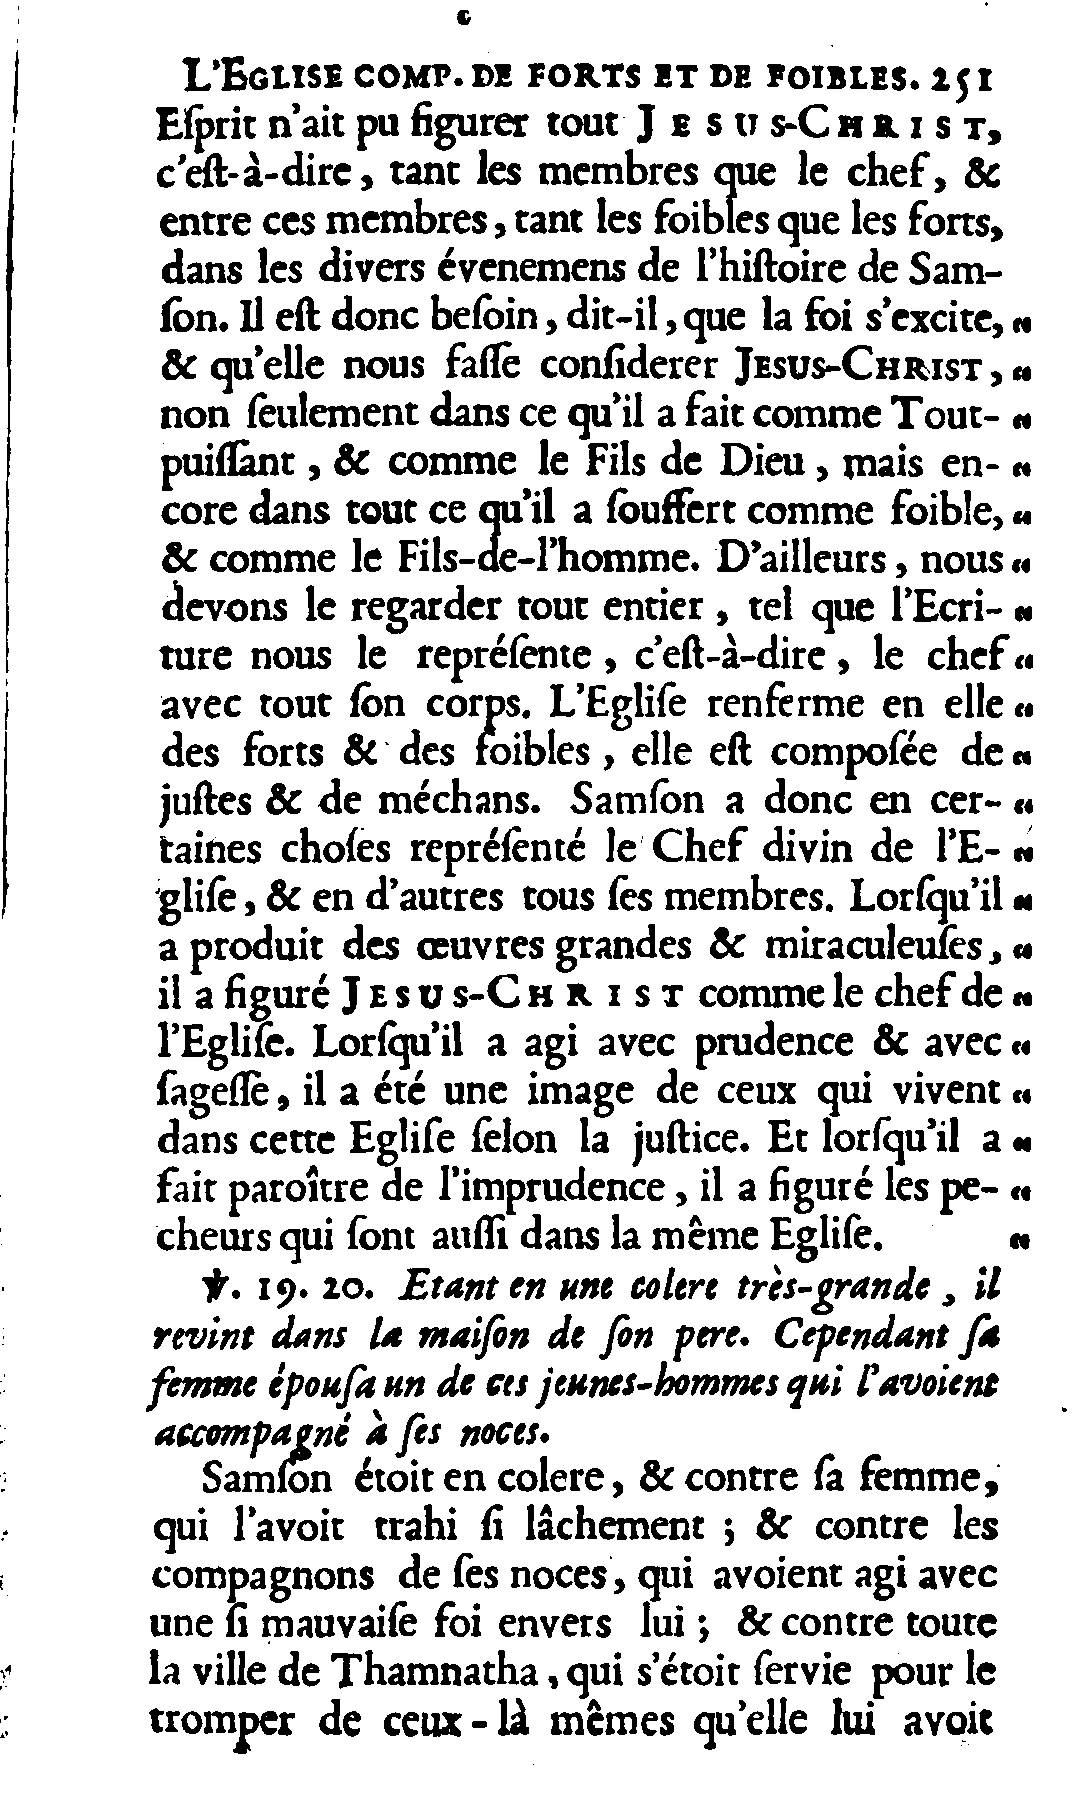 L'EGLISE COMP. DE FORTS ET DE FOIBLES. 251
Eſprit n'ait pu figurer tout JESUS-CHRIST,
c'eſt-à-dire, tant les membres que le chef, &
entre ces membres, tant les foibles que les forts,
dans les divers évenemens de l'hiſtoire de Sam-
ſon. Il eſt donc beſoin, dit-il, que la foi s'excite, “
& qu'elle nous faſſe conſiderer JESUS-CHRIST, “
non ſeulement dans ce qu'il a fait comme Tout- “
puiſſant, & comme le Fils de Dieu, mais en- “
core dans tout ce qu'il a ſouffert comme foible, “
& comme le Fils-de-l'homme. D'ailleurs, nous “
devons le regarder tout entier, tel que l'Ecri- “
ture nous le repréſente, c'eſt-à-dire, le chef “
avec tout ſon corps. L'Egliſe renferme en elle “
des forts & des foibles, elle eſt compoſée de “
juſtes & de méchans. Samſon a donc en cer- “
taines choſes repréſenté le Chef divin de l'E- “
gliſe, & en d'autres tous ſes membres. Lorſqu'il “
a produit des œuvres grandes & miraculeuſes, “
il a figuré JESUS-CHRIST comme le chef de “
l'Egliſe. Lorſqu'il a agi avec prudence & avec “
ſageſſe, il a été une image de ceux qui vivent “
dans cette Egliſe ſelon la juſtice. Et lorſqu'il a “
fait paroître de l'imprudence, il a figuré les pe- “
cheurs qui ſont auſſi dans la même Egliſe. “
℣. 19. 20. Etant en une colere très-grande, il
revint dans la maiſon de ſon pere. Cependant ſa
femme épouſa un de ces jeunes-hommes qui l'avoient
accompagné à ſes noces.
Samſon étoit en colere, & contre ſa femme,
qui l'avoit trahi ſi lâchement ; & contre les
compagnons de ſes noces, qui avoient agi avec
une ſi mauvaiſe foi envers lui ; & contre toute
la ville de Thamnatha, qui s'étoit ſervie pour le
tromper de ceux-là mêmes qu'elle lui avoit